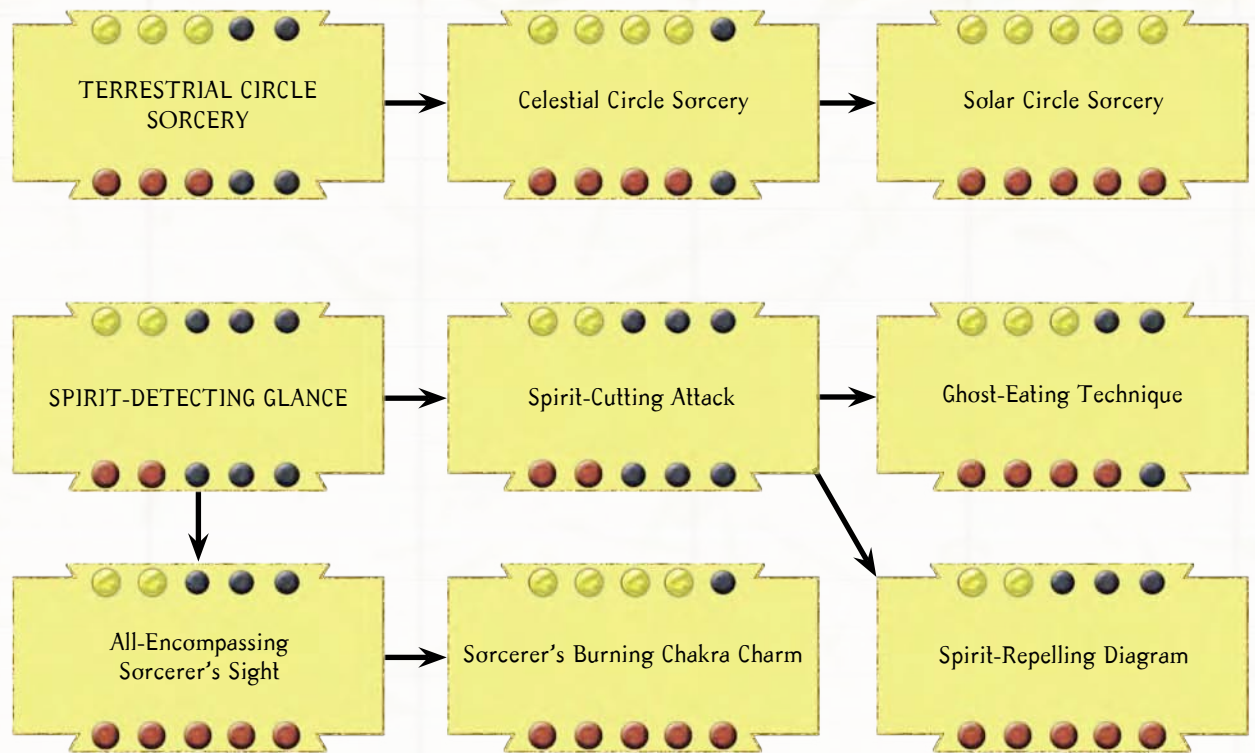 TERRESTRIAL CIRCLE
SORCERY
Celestial Circle Sorcery
Solar Circle Sorcery
SPIRIT-DETECTING GLANCE
Spirit-Cutting Attack
Ghost-Eating Technique
All-Encompassing
Sorcerer's Sight
Sorcerer's Burning Chakra Charm
Spirit-Repelling Diagram